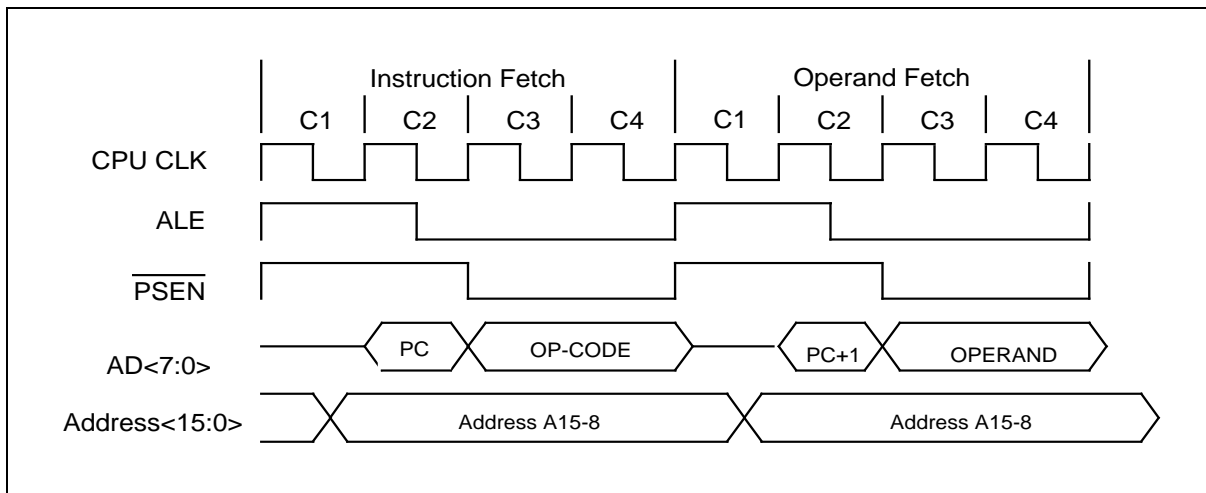 Instruction Fetch Operand Fetch
C1 C2 C3 C4 C1 C2 C3 C4
CPU CLK
ALE
PSEN
AD<7:0> PC OP-CODE PC+1 OPERAND
Address<15:0> Address A15-8 Address A15-8